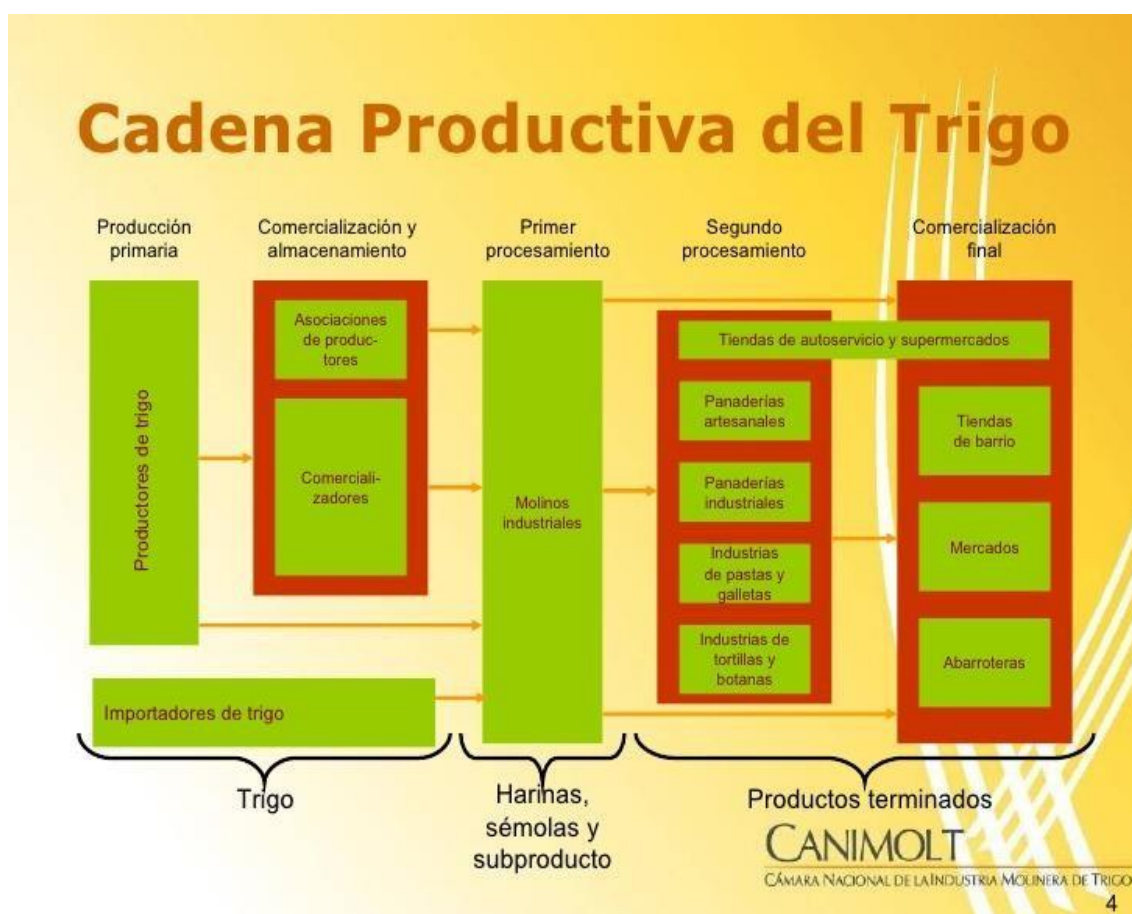 Cadena Productiva del Trigo
Producción
primaria
Comercialización y
almacenamiento
Primer
procesamiento
Segundo
procesamiento
Comercialización
final
Productores de trigo
Asociaciones
de produc-
tores
Comerciali-
zadores
Importadores de trigo
Molinos
industriales
Tiendas de autoservicio y supermercados
Panaderías
artesanales
Panaderías
industriales
Industrias
de pastas y
galletas
Industrias de
tortillas y
botanas
Tiendas
de barrio
Mercados
Abarroteras
Trigo
Harinas,
sémolas y
subproducto
Productos terminados
CANIMOLT
CÁMARA NACIONAL DE LA INDUSTRIA MOLINERA DE TRIGO
4